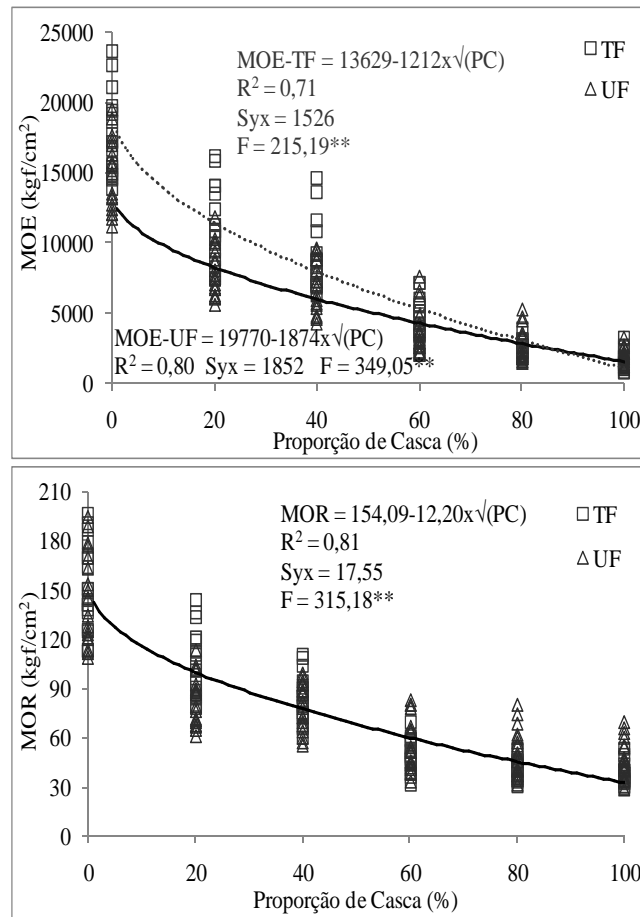 25000
20000
15000
10000
5000
0
MOE (kgf/cm²)
MOE-TF = 13629-1212x√(PC)
R² = 0,71
Syx = 1526
F = 215,19**
TF
UF
MOE-UF = 19770-1874x√(PC)
R² = 0,80 Syx = 1852 F = 349,05**
0 20 40 60 80 100
Proporção de Casca (%)
210
180
150
120
90
60
30
0
MOR (kgf/cm²)
MOR = 154,09-12,20x√(PC)
R² = 0,81
Syx = 17,55
F = 315,18**
TF
UF
0 20 40 60 80 100
Proporção de Casca (%)